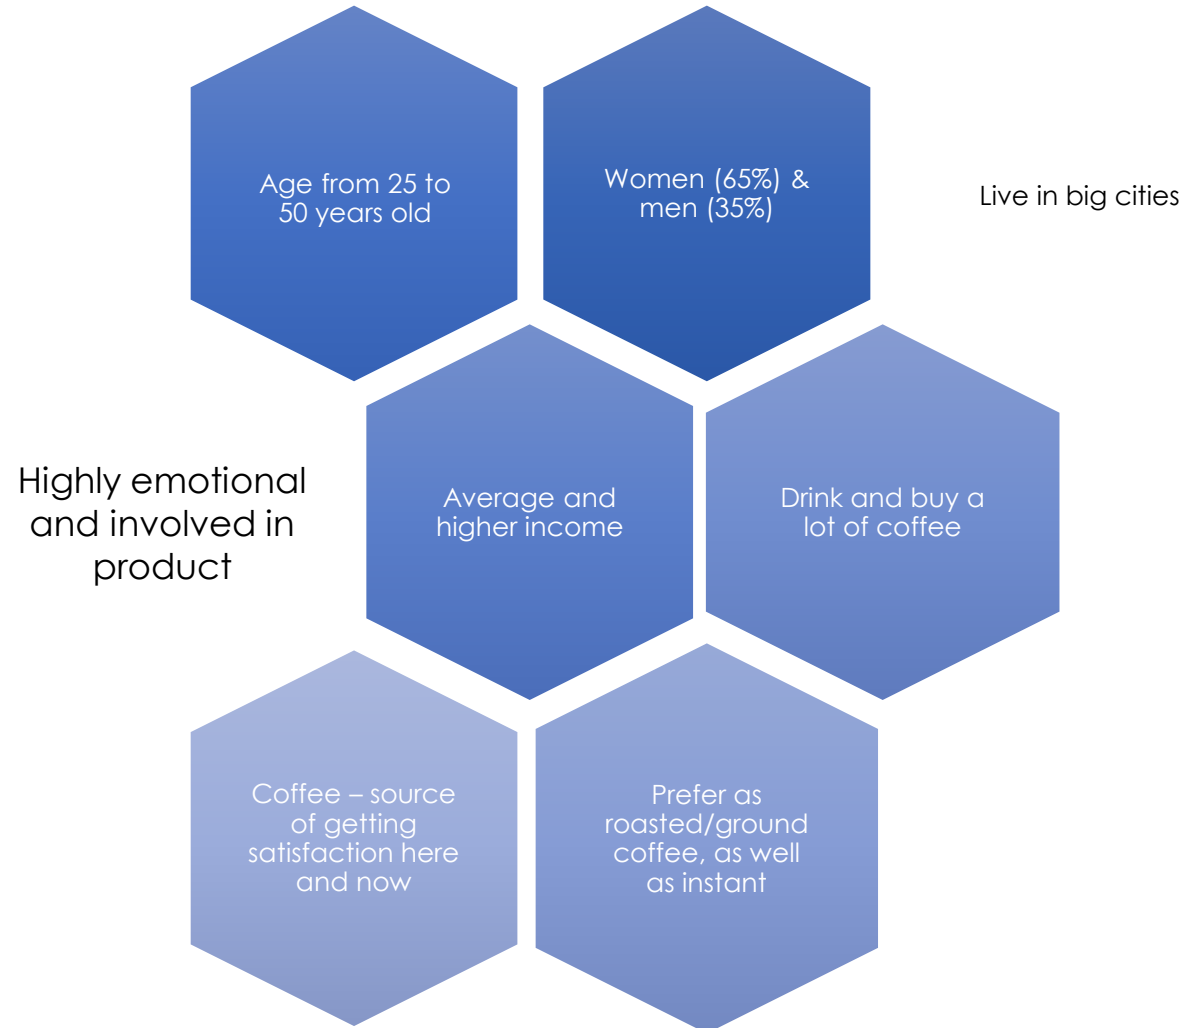 Age from 25 to
50 years old
Women (65%) &
men (35%)
Live in big cities
Highly emotional
and involved in
product
Average and
higher income
Drink and buy a
lot of coffee
Coffee – source
of getting
satisfaction here
and now
Prefer as
roasted/ground
coffee, as well
as instant